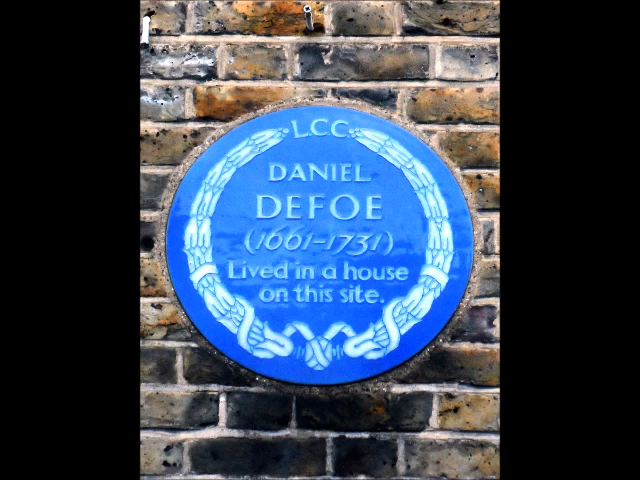 LCC
DANIEL
DEFOE
(1661-1731)
Lived in a house
on this site.